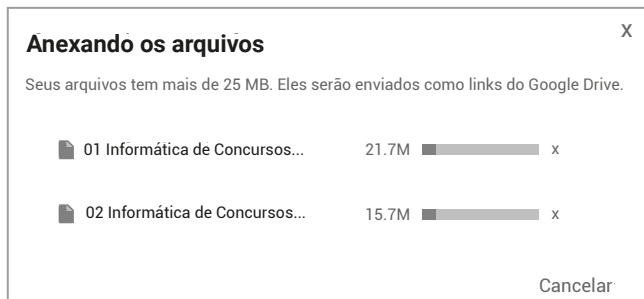 X
Anexando os arquivos
Seus arquivos tem mais de 25 MB. Eles serão enviados como links do Google Drive.
01 Informática de Concursos... 21.7M x
02 Informática de Concursos... 15.7M x
Cancelar